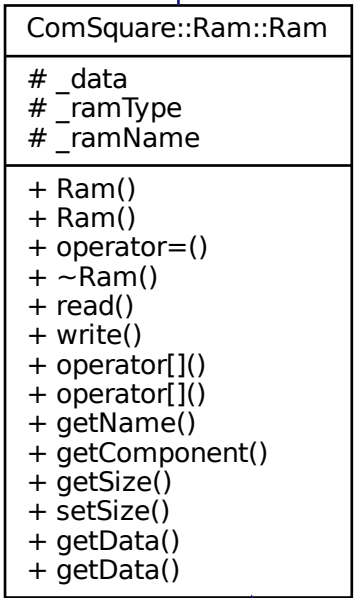 ComSquare::Ram::Ram
# _data
# _ramType
# _ramName
+ Ram()
+ Ram()
+ operator=()
+ ~Ram()
+ read()
+ write()
+ operator[]()
+ operator[]()
+ getName()
+ getComponent()
+ getSize()
+ setSize()
+ getData()
+ getData()